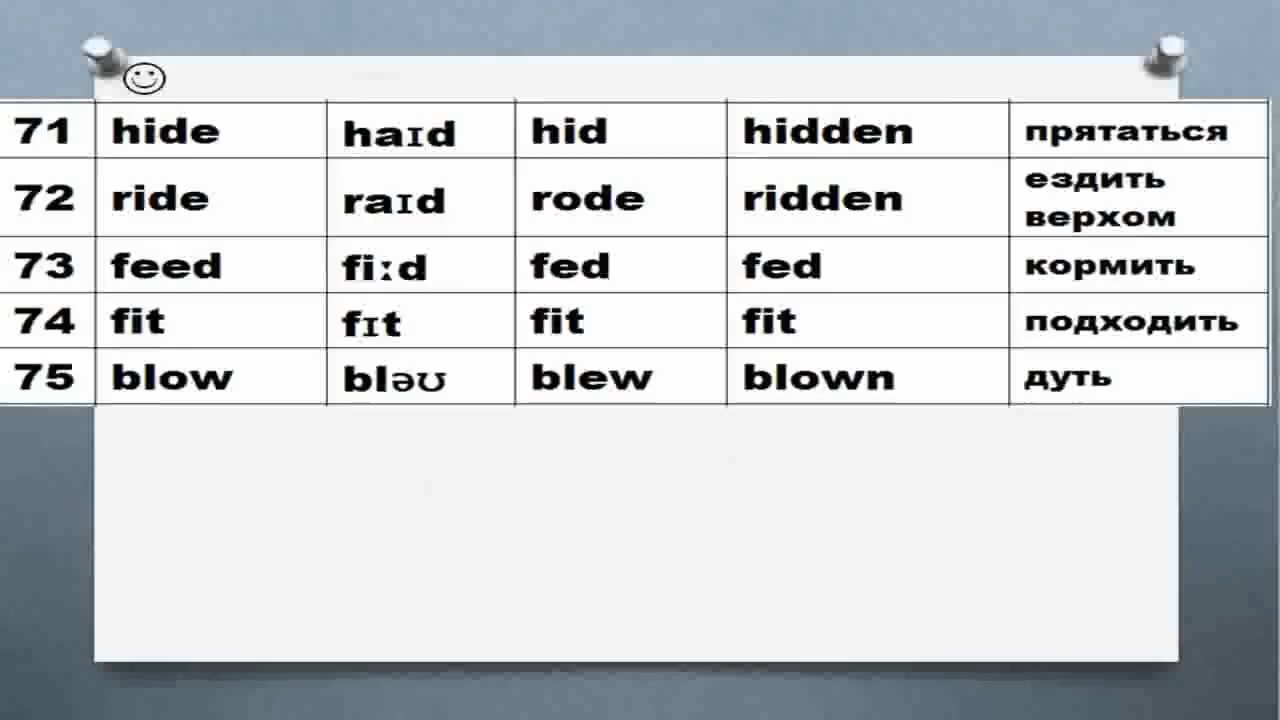 71 hide haɪd hid hidden прятаться
72 ride raɪd rode ridden ездить верхом
73 feed fiːd fed fed кормить
74 fit fɪt fit fit подходить
75 blow bləʊ blew blown дуть